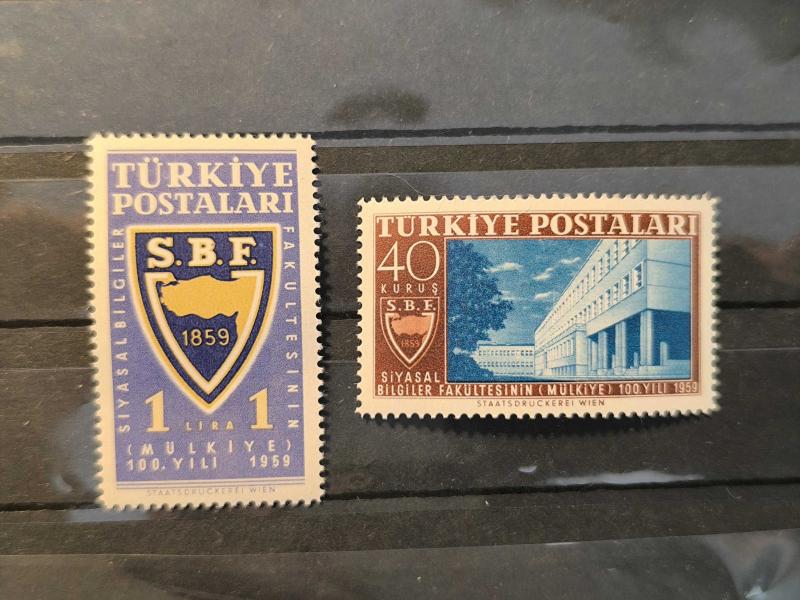 TÜRKİYE
POSTALARI
SİYASAL BİLGİLER
FAKÜLTESİNİN
S.B.F.
1859
1 LİRA 1
(MÜLKİYE)
100. YILI 1959
STAATSDRUCKEREI WIEN
TÜRKİYE POSTALARI
40
KURUŞ
S.B.F.
1859
SİYASAL
BİLGİLER FAKÜLTESİNİN (MÜLKİYE) 100.YILI 1959
STAATSDRUCKEREI WIEN